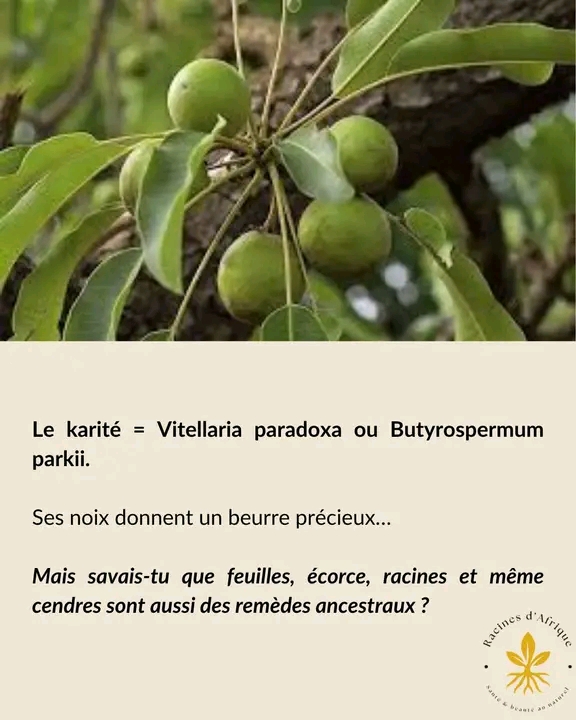 Le karité = Vitellaria paradoxa ou Butyrospermum
parkii.
Ses noix donnent un beurre précieux...
Mais savais-tu que feuilles, écorce, racines et même
cendres sont aussi des remèdes ancestraux ?
Racines d'Afrique
santé & beauté au naturel